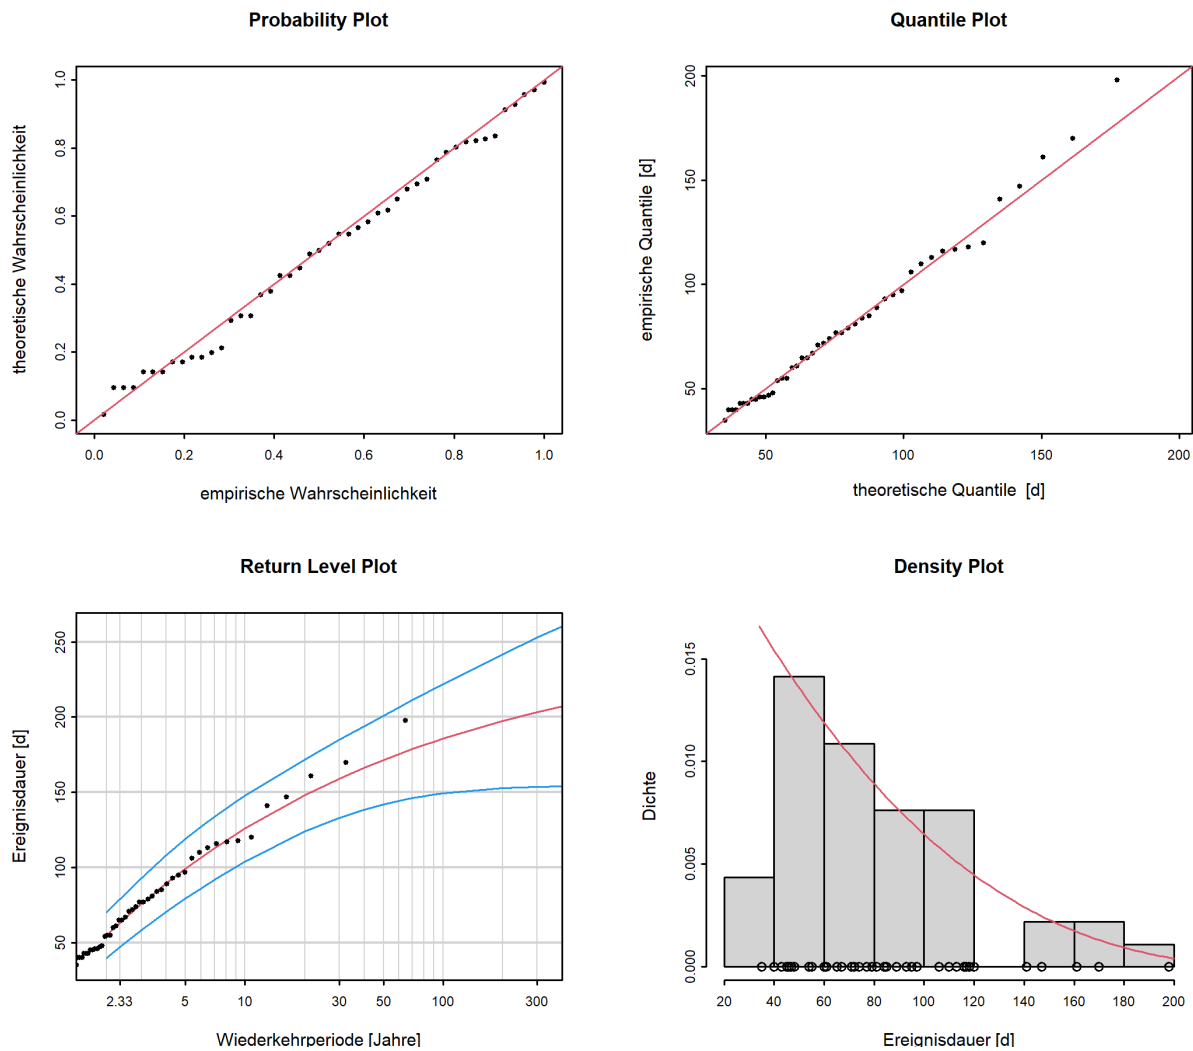 Probability Plot
theoretische Wahrscheinlichkeit
0.0 0.2 0.4 0.6 0.8 1.0
0.0 0.2 0.4 0.6 0.8 1.0
empirische Wahrscheinlichkeit
Quantile Plot
empirische Quantile [d]
50 100 150 200
50 100 150 200
theoretische Quantile [d]
Return Level Plot
Ereignisdauer [d]
50 100 150 200 250
2.33 5 10 30 50 100 300
Wiederkehrperiode [Jahre]
Density Plot
Dichte
0.000 0.005 0.010 0.015
20 40 60 80 100 120 140 160 180 200
Ereignisdauer [d]